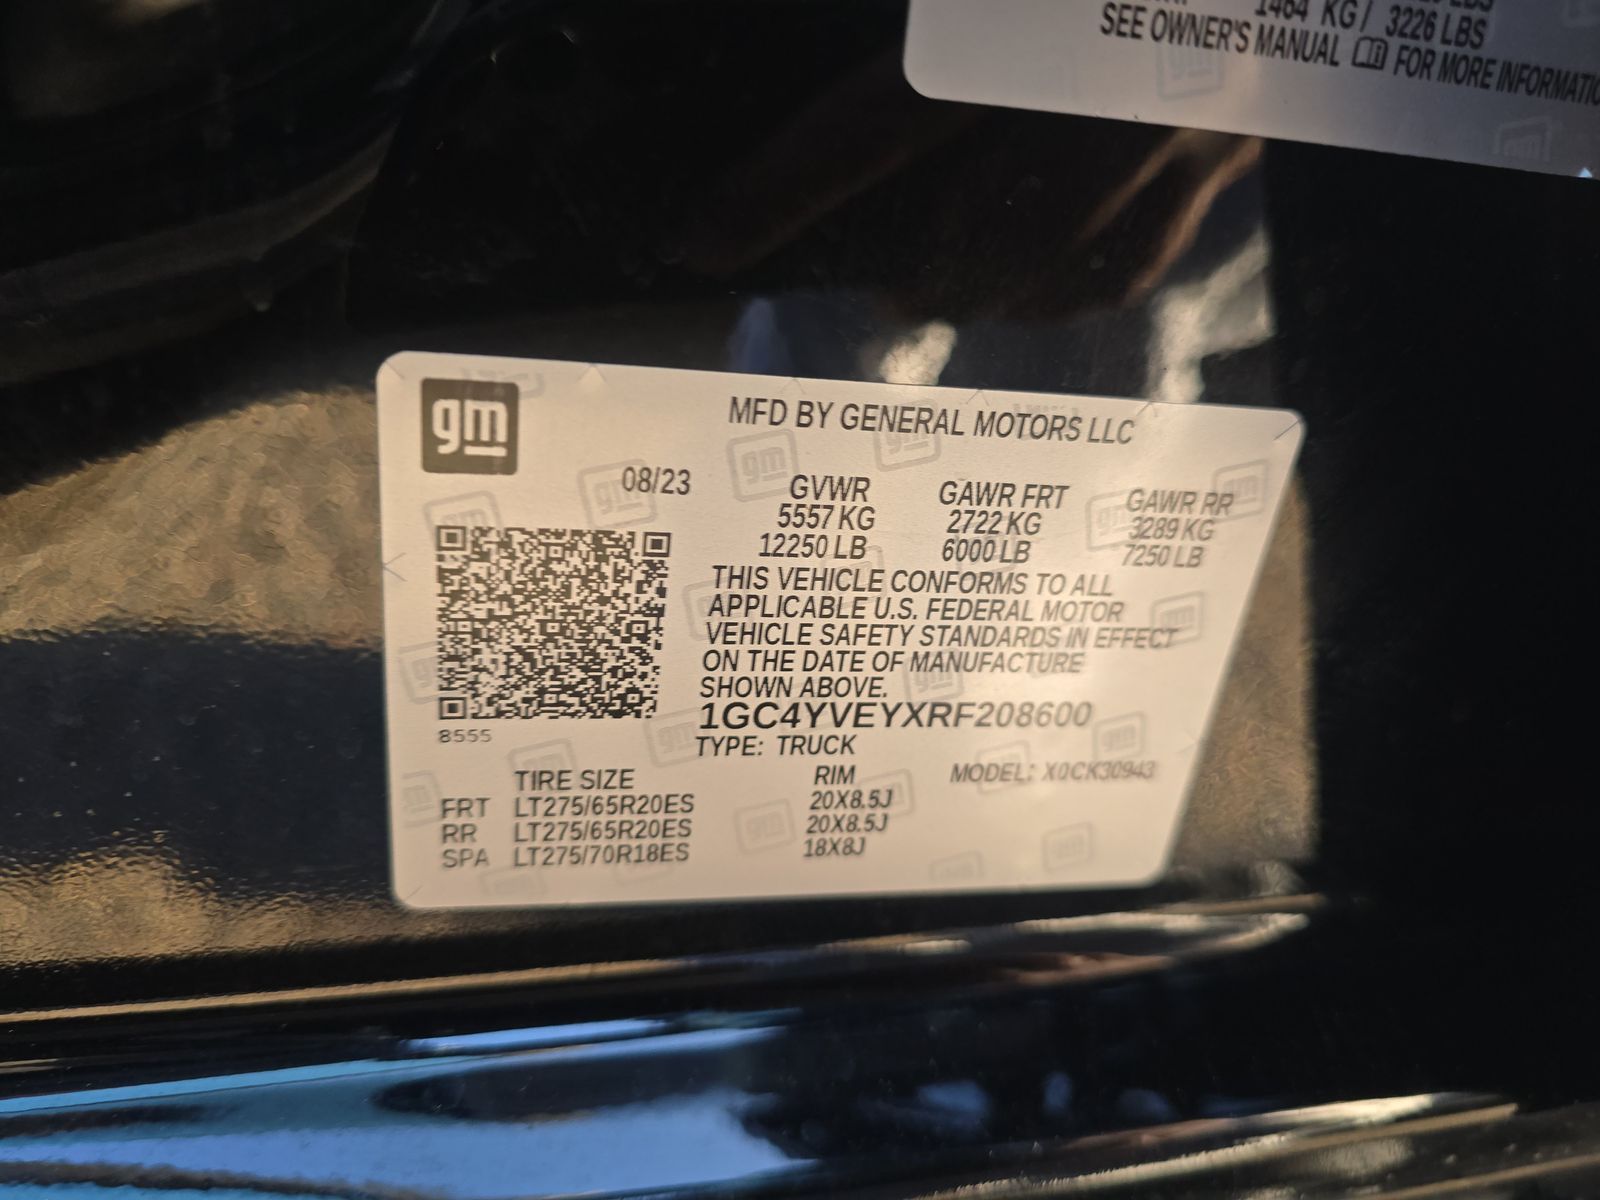 1464 KG / 3226 LBS
SEE OWNER'S MANUAL FOR MORE INFORMATIO
gm
MFD BY GENERAL MOTORS LLC
08/23
GVWR GAWR FRT GAWR RR
5557 KG 2722 KG 3289 KG
12250 LB 6000 LB 7250 LB
THIS VEHICLE CONFORMS TO ALL
APPLICABLE U.S. FEDERAL MOTOR
VEHICLE SAFETY STANDARDS IN EFFECT
ON THE DATE OF MANUFACTURE
SHOWN ABOVE.
1GC4YVEYXRF208600
8555
TYPE: TRUCK
TIRE SIZE RIM MODEL: X0CK30943
FRT LT275/65R20ES 20X8.5J
RR LT275/65R20ES 20X8.5J
SPA LT275/70R18ES 18X8J